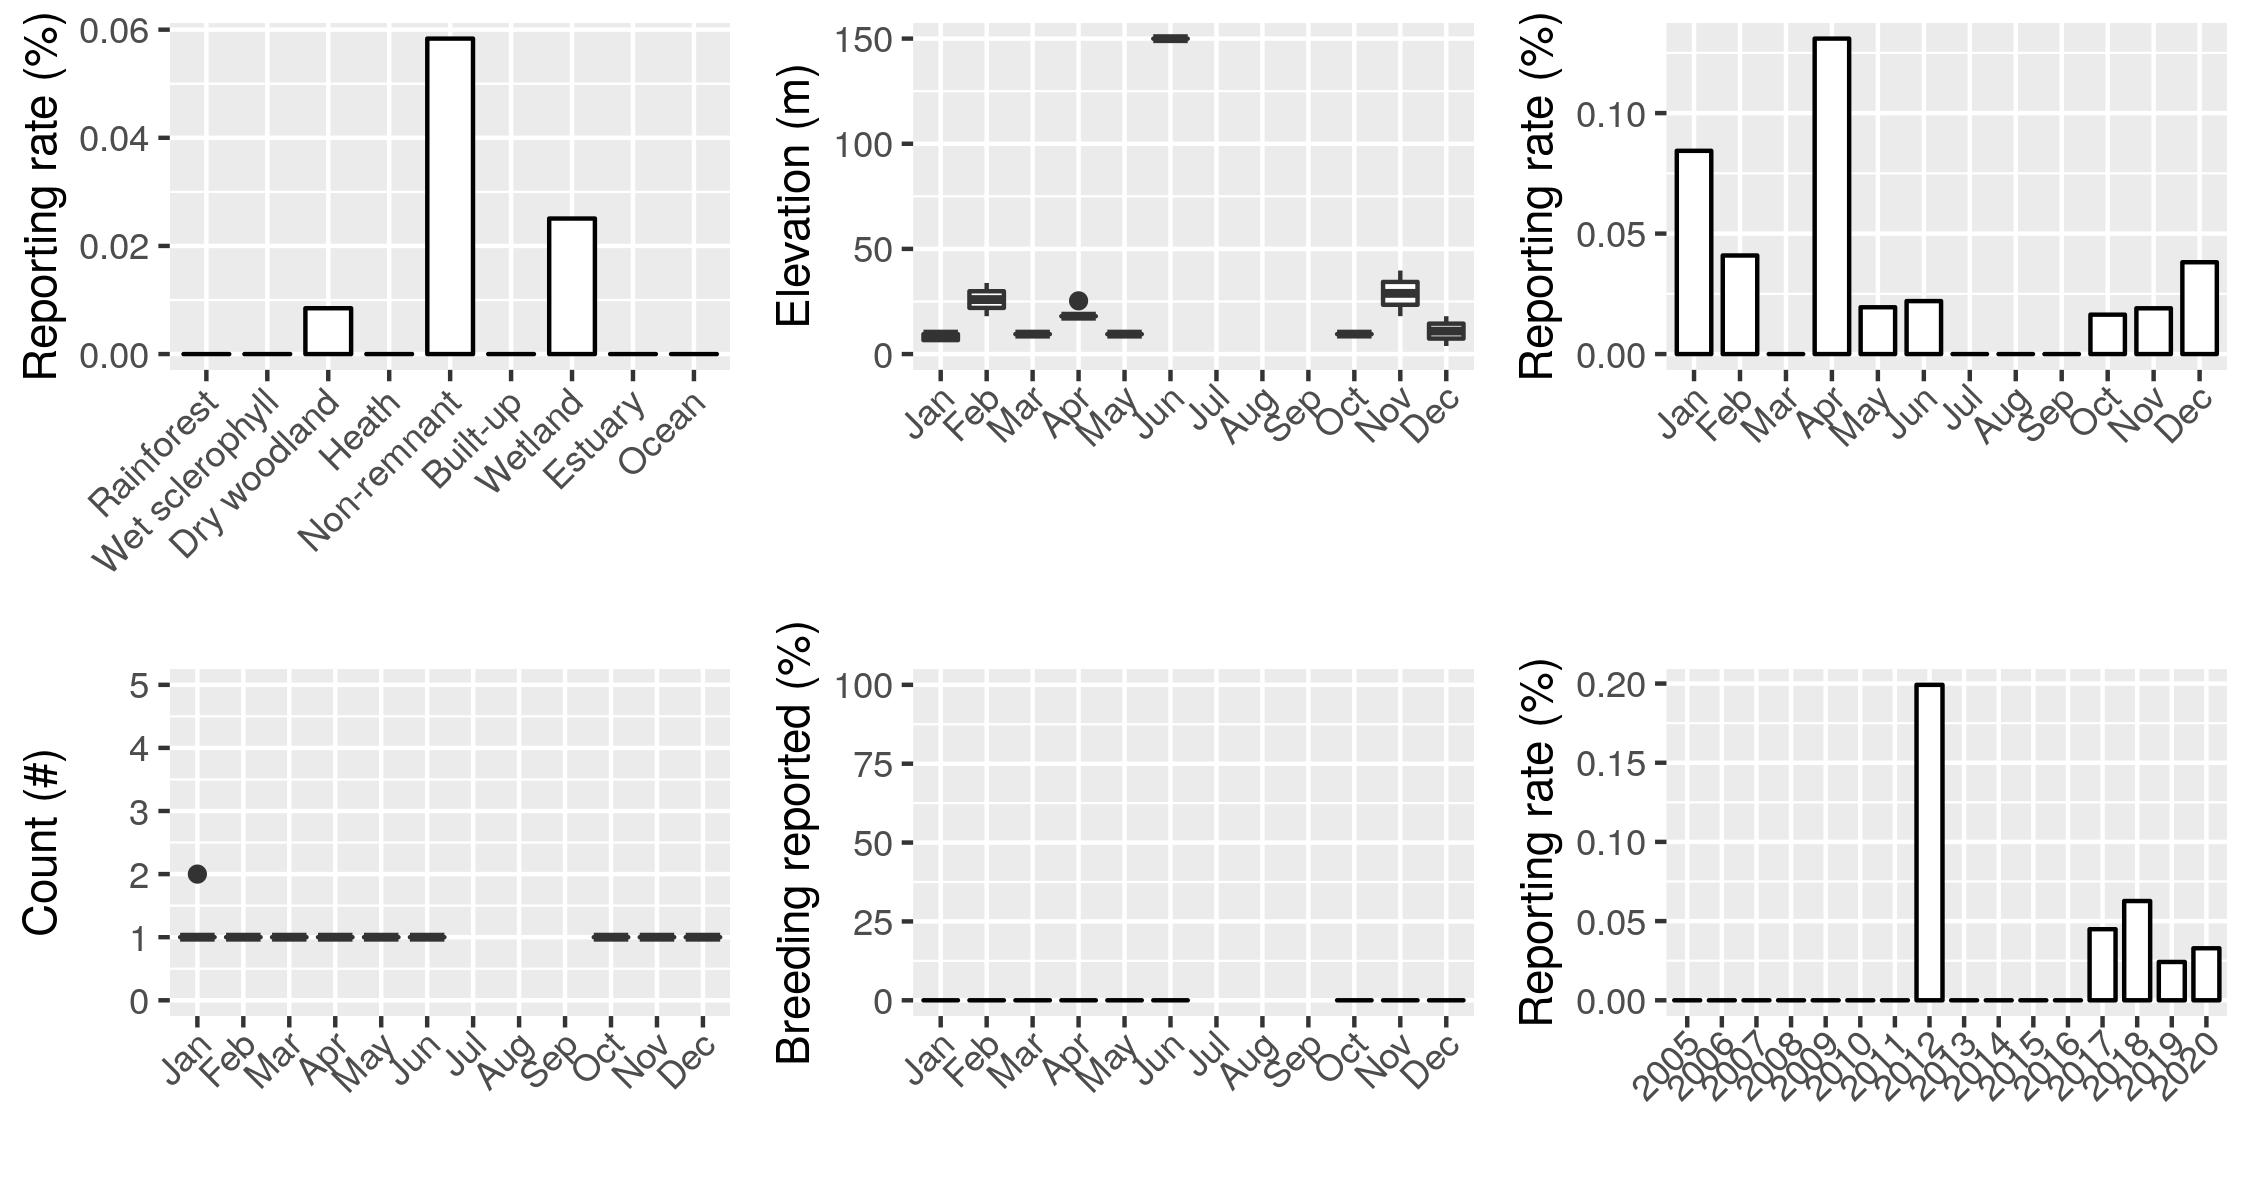 Reporting rate (%)
0.06
0.04
0.02
0.00
Rainforest
Wet sclerophyll
Dry woodland
Heath
Non-remnant
Built-up
Wetland
Estuary
Ocean
Elevation (m)
150
100
50
0
Jan
Feb
Mar
Apr
May
Jun
Jul
Aug
Sep
Oct
Nov
Dec
Reporting rate (%)
0.10
0.05
0.00
Jan
Feb
Mar
Apr
May
Jun
Jul
Aug
Sep
Oct
Nov
Dec
Count (#)
5
4
3
2
1
0
Jan
Feb
Mar
Apr
May
Jun
Jul
Aug
Sep
Oct
Nov
Dec
Breeding reported (%)
100
75
50
25
0
Jan
Feb
Mar
Apr
May
Jun
Jul
Aug
Sep
Oct
Nov
Dec
Reporting rate (%)
0.20
0.15
0.10
0.05
0.00
2005
2006
2007
2008
2009
2010
2011
2012
2013
2014
2015
2016
2017
2018
2019
2020